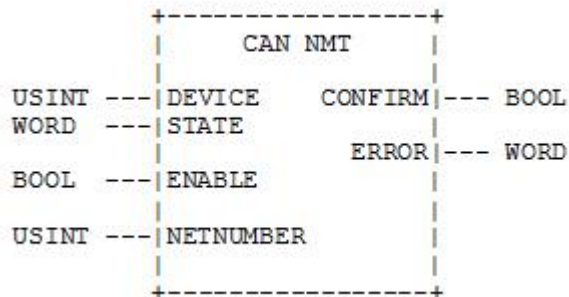 CAN NMT
USINT ---|DEVICE CONFIRM|--- BOOL
WORD ---|STATE
ERROR|--- WORD
BOOL ---|ENABLE
USINT ---|NETNUMBER